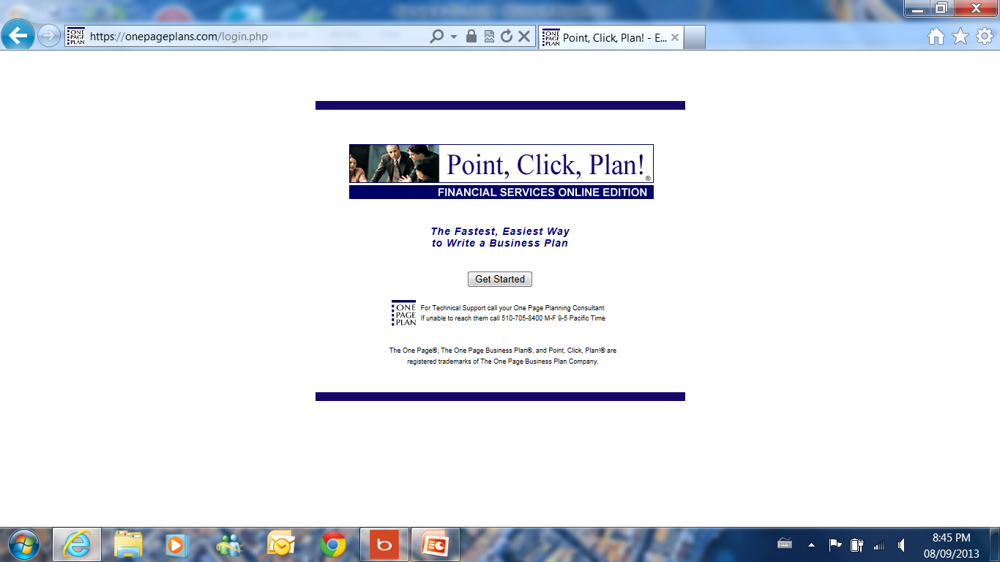 https://onepageplans.com/login.php
ONE
PAGE
PLAN
Point, Click, Plan! - E...
Point, Click, Plan!®
FINANCIAL SERVICES ONLINE EDITION
The Fastest, Easiest Way
to Write a Business Plan
Get Started
ONE
PAGE
PLAN
For Technical Support call your One Page Planning Consultant
If unable to reach them call 510-705-8400 M-F 9-5 Pacific Time
The One Page®, The One Page Business Plan®, and Point, Click, Plan!® are
registered trademarks of The One Page Business Plan Company.
b
8:45 PM
08/09/2013